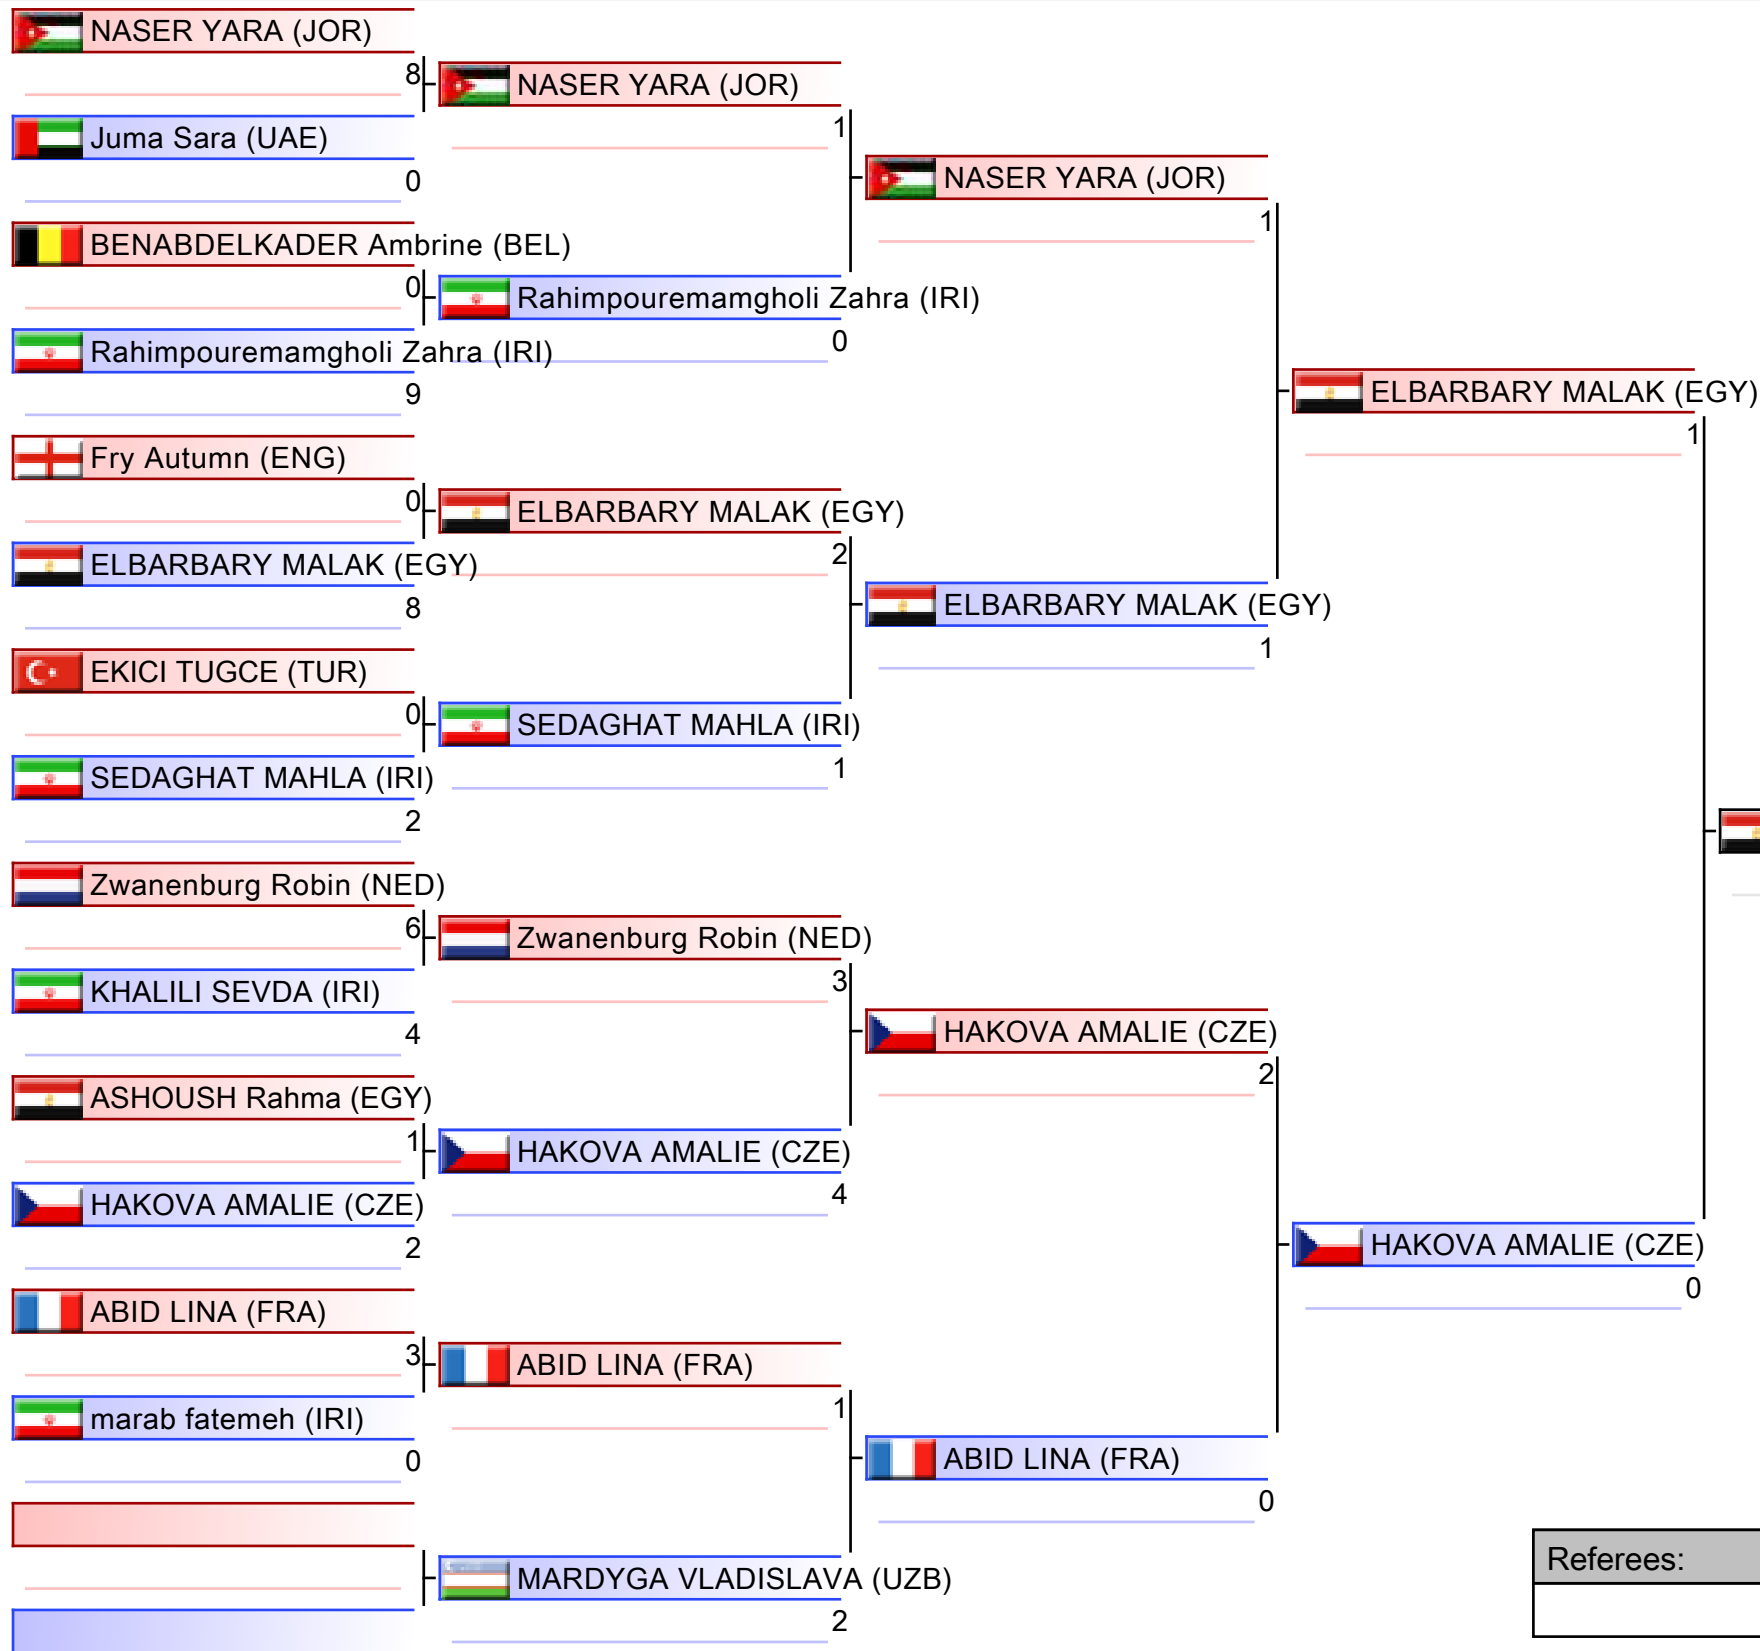 NASER YARA (JOR)
8
NASER YARA (JOR)
1
Juma Sara (UAE)
0
NASER YARA (JOR)
1
BENABDELKADER Ambrine (BEL)
0
Rahimpouremamgholi Zahra (IRI)
0
Rahimpouremamgholi Zahra (IRI)
9
ELBARBARY MALAK (EGY)
1
Fry Autumn (ENG)
0
ELBARBARY MALAK (EGY)
2
ELBARBARY MALAK (EGY)
8
ELBARBARY MALAK (EGY)
1
EKICI TUGCE (TUR)
0
SEDAGHAT MAHLA (IRI)
1
SEDAGHAT MAHLA (IRI)
2
Zwanenburg Robin (NED)
6
Zwanenburg Robin (NED)
3
KHALILI SEVDA (IRI)
4
HAKOVA AMALIE (CZE)
2
ASHOUSH Rahma (EGY)
1
HAKOVA AMALIE (CZE)
4
HAKOVA AMALIE (CZE)
2
HAKOVA AMALIE (CZE)
0
ABID LINA (FRA)
3
ABID LINA (FRA)
1
marab fatemeh (IRI)
0
ABID LINA (FRA)
0
MARDYGA VLADISLAVA (UZB)
2
Referees: